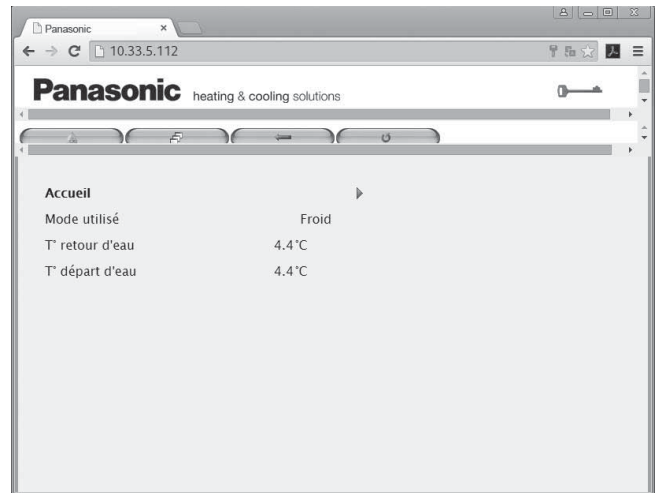 Panasonic
10.33.5.112
Panasonic heating & cooling solutions
Accueil
Mode utilisé Froid
T° retour d'eau 4.4°C
T° départ d'eau 4.4°C